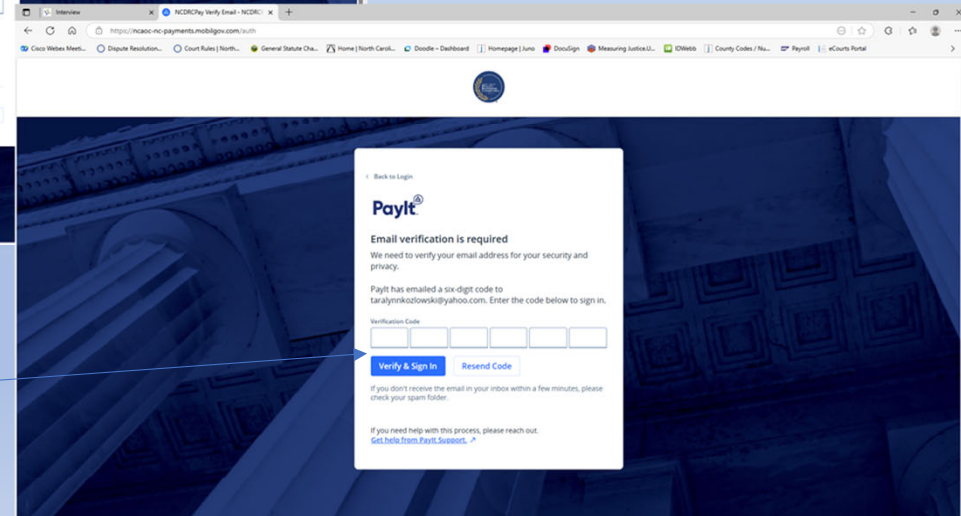 Interview
NCDRCPay Verify Email - NCDRC
https://ncaoc-nc-payments.mobilgov.com/auth
Cisco Webex Meeti...
Dispute Resolution...
Court Rules | North...
General Statute Cha...
Home | North Caroli...
Doodle – Dashboard
Homepage | Juno
DocuSign
Measuring Justice.U...
IDWebb
County Codes / Nu...
Payroll
eCourts Portal
Back to Login
PayIt
Email verification is required
We need to verify your email address for your security and
privacy.
PayIt has emailed a six-digit code to
taralynnkozlowski@yahoo.com. Enter the code below to sign in.
Verification Code
Verify & Sign In
Resend Code
If you don't receive the email in your inbox within a few minutes, please
check your spam folder.
If you need help with this process, please reach out.
Get help from PayIt Support.